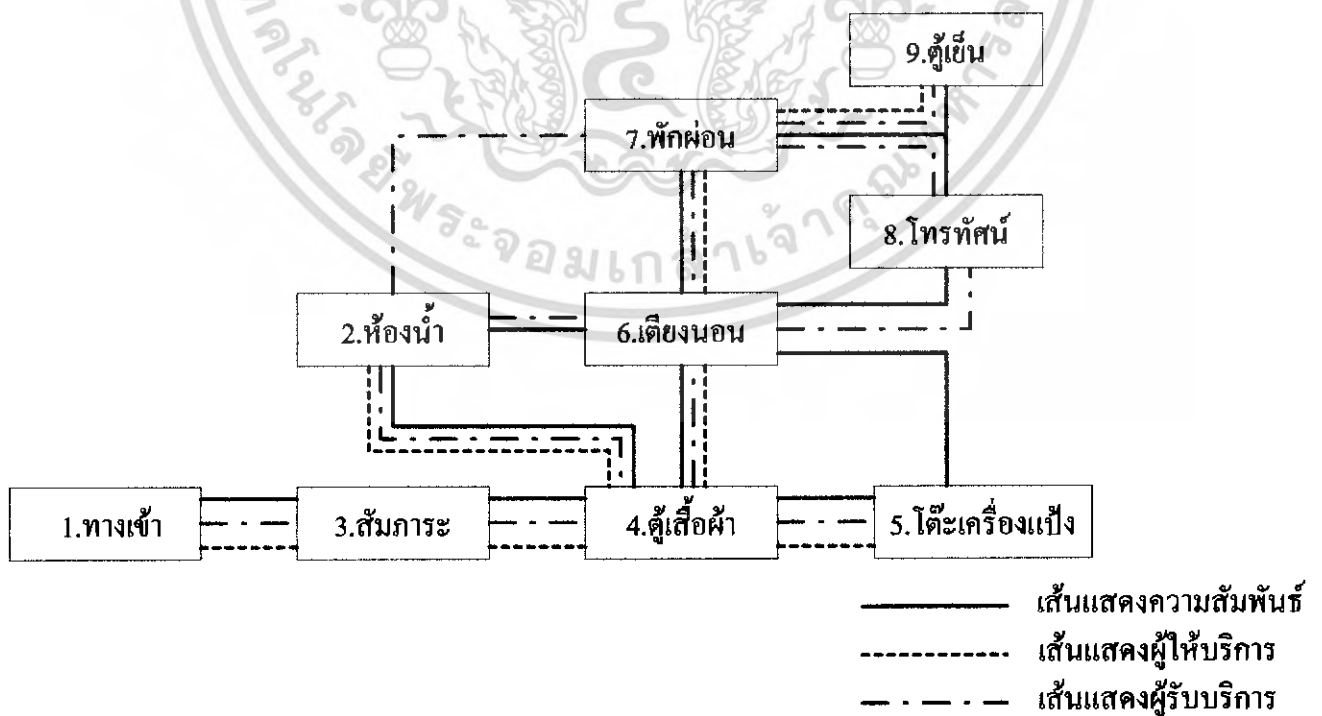 9.ตู้เย็น
7.พักผ่อน
8.โทรทัศน์
2.ห้องน้ำ
6.เตียงนอน
1.ทางเข้า
3.สัมภาระ
4.ตู้เสื้อผ้า
5.โต๊ะเครื่องแป้ง
เส้นแสดงความสัมพันธ์
เส้นแสดงผู้ให้บริการ
เส้นแสดงผู้รับบริการ